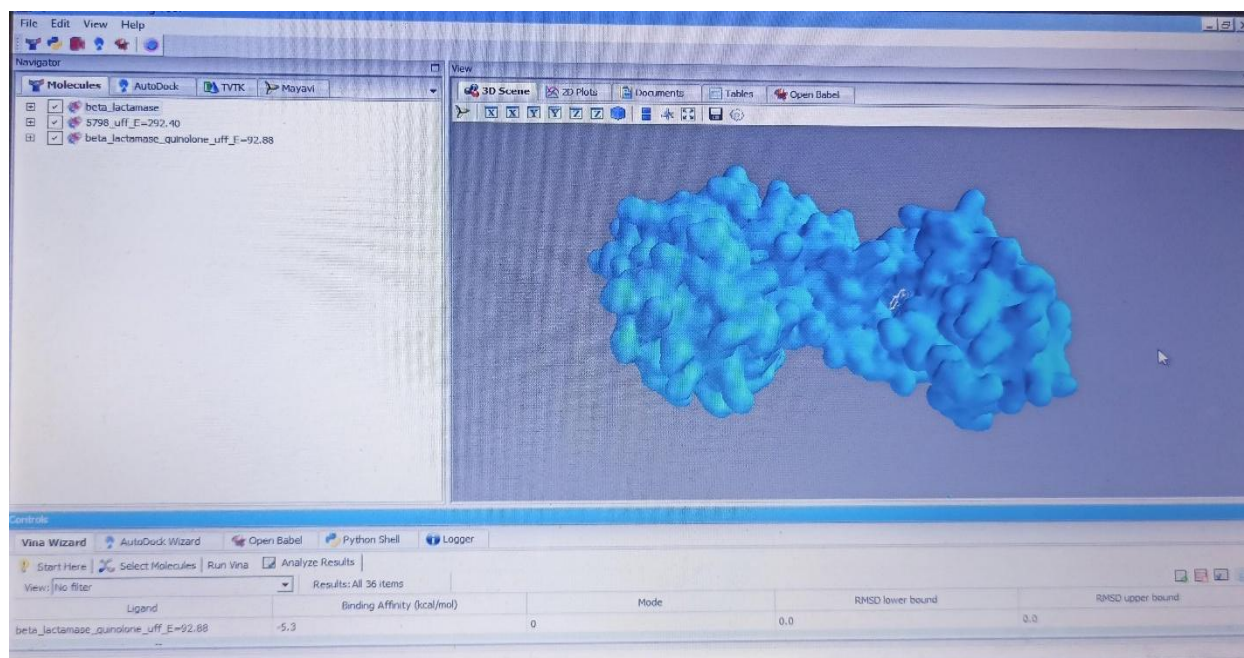 File Edit View Help
Navigator
View
Molecules AutoDock TVTK Mayavi
3D Scene 2D Plots Documents Tables Open Babel
X X Y Y Z Z
beta_lactamase
5798_uff_E=292.40
beta_lactamase_quinolone_uff_E=92.88
Controls
Vina Wizard AutoDock Wizard Open Babel Python Shell Logger
Start Here Select Molecules Run Vina Analyze Results
View: No filter Results: All 36 items
Ligand Binding Affinity (kcal/mol) Mode RMSD lower bound RMSD upper bound
beta_lactamase_quinolone_uff_E=92.88 -5.3 0 0.0 0.0